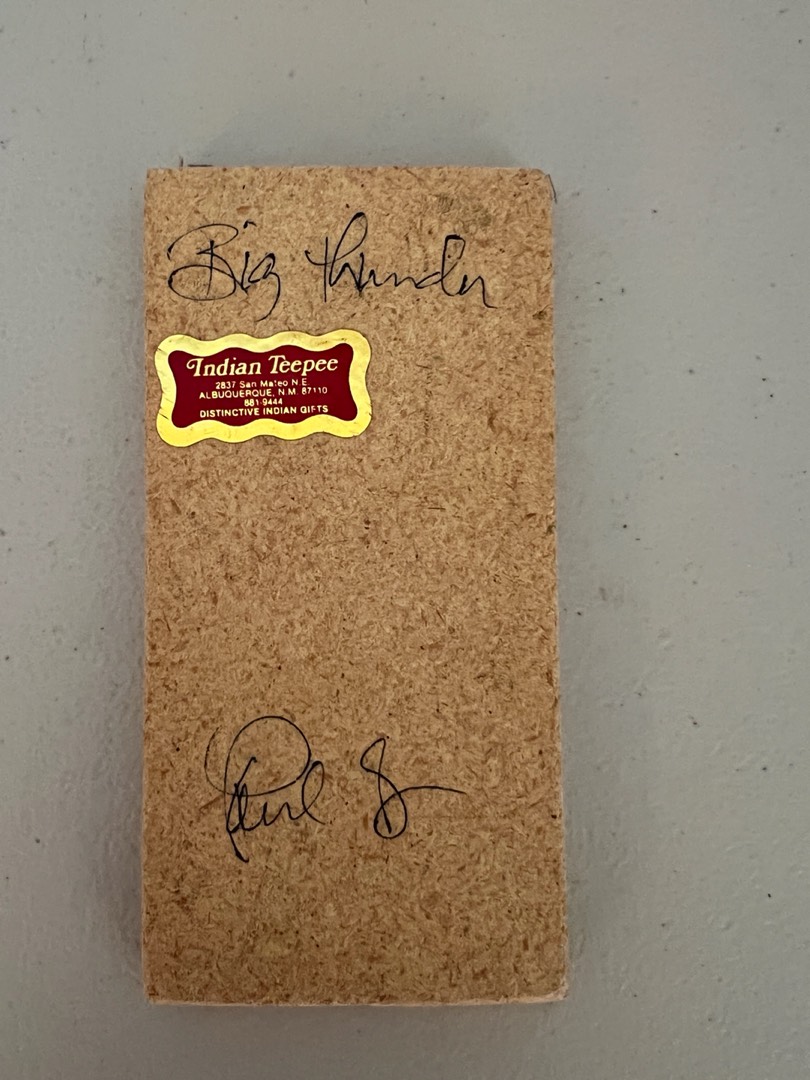 Big Thunder
Indian Teepee
2837 San Mateo N.E.
ALBUQUERQUE, N.M. 87110
881-9444
DISTINCTIVE INDIAN GIFTS